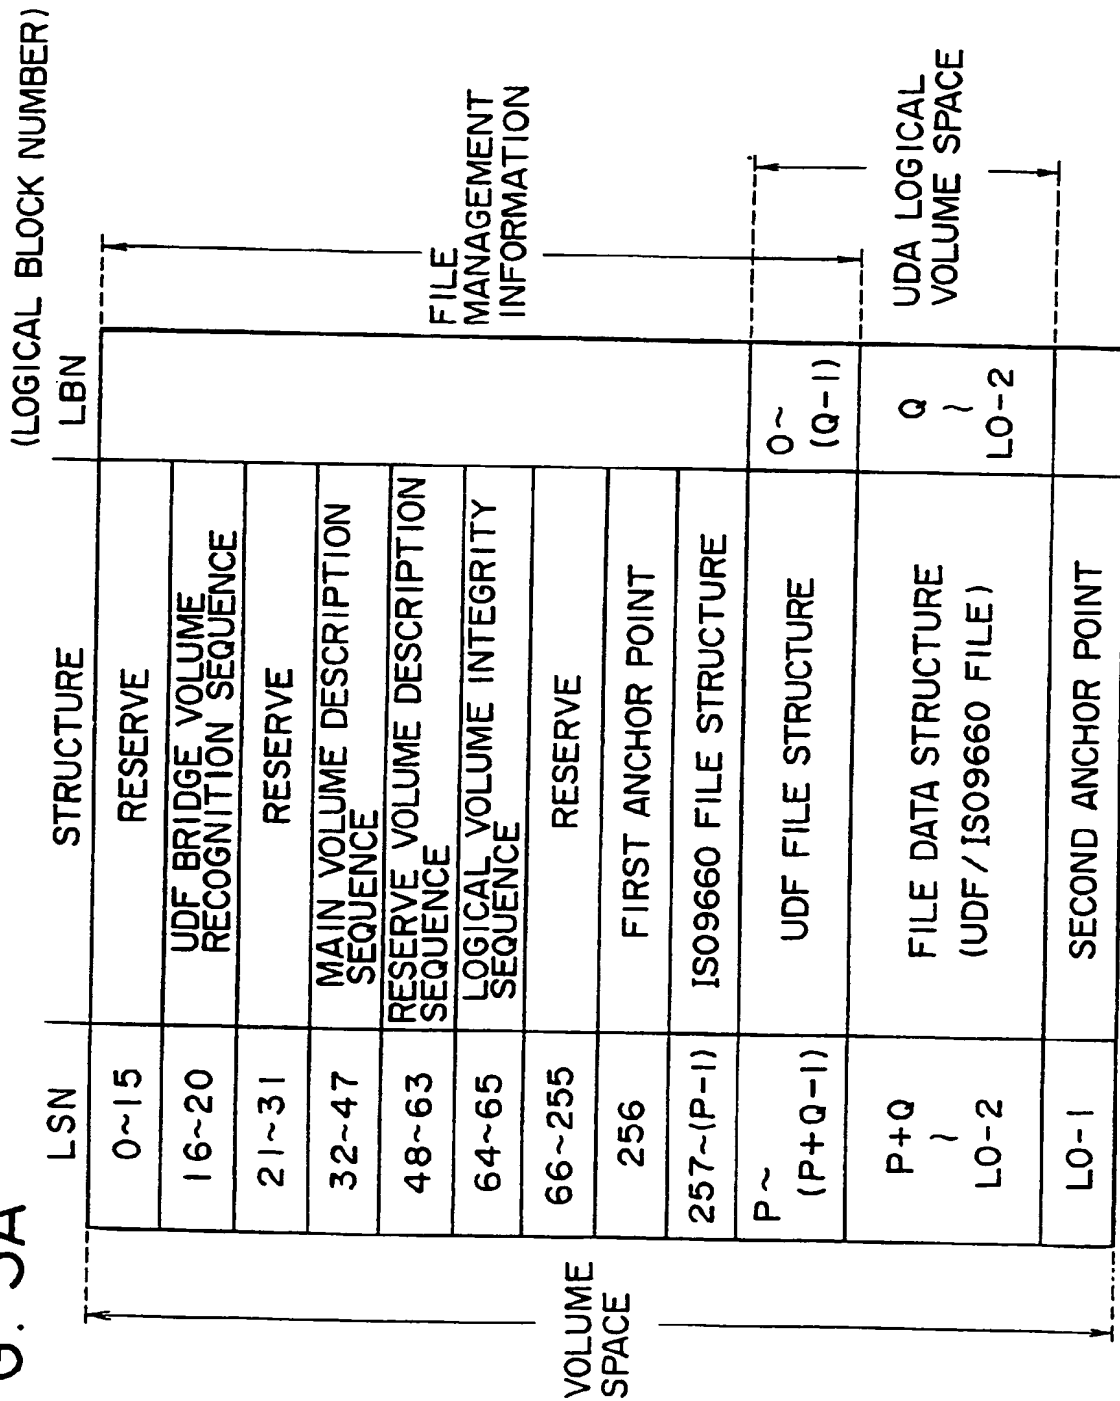 G. 5A
(LOGICAL BLOCK NUMBER)
LSN STRUCTURE LBN
0~15 RESERVE
16~20 UDF BRIDGE VOLUME
RECOGNITION SEQUENCE
21~31 RESERVE
32~47 MAIN VOLUME DESCRIPTION
SEQUENCE
48~63 RESERVE VOLUME DESCRIPTION
SEQUENCE
64~65 LOGICAL VOLUME INTEGRITY
SEQUENCE
66~255 RESERVE
256 FIRST ANCHOR POINT
257~(P-1) ISO9660 FILE STRUCTURE
P~
(P+Q-1)
UDF FILE STRUCTURE
0~
(Q-1)
P+Q
~
LO-2
FILE DATA STRUCTURE
(UDF/ISO9660 FILE)
Q
~
LO-2
LO-1 SECOND ANCHOR POINT
VOLUME
SPACE
FILE
MANAGEMENT
INFORMATION
UDA LOGICAL
VOLUME SPACE